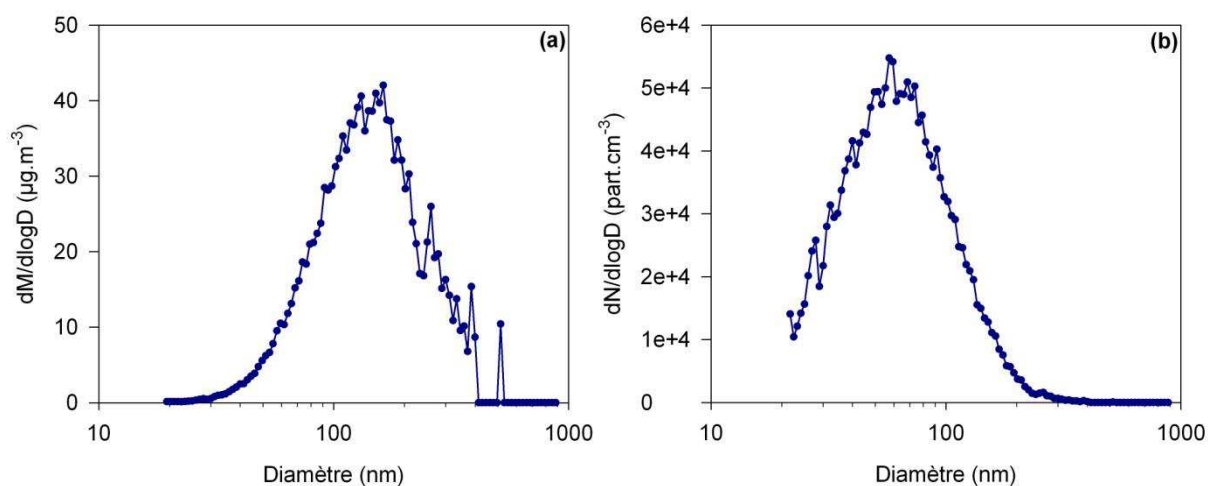 (a)
dM/dlogD (µg.m⁻³)
50
40
30
20
10
0
10
100
1000
Diamètre (nm)
(b)
dN/dlogD (part.cm⁻³)
6e+4
5e+4
4e+4
3e+4
2e+4
1e+4
0
10
100
1000
Diamètre (nm)